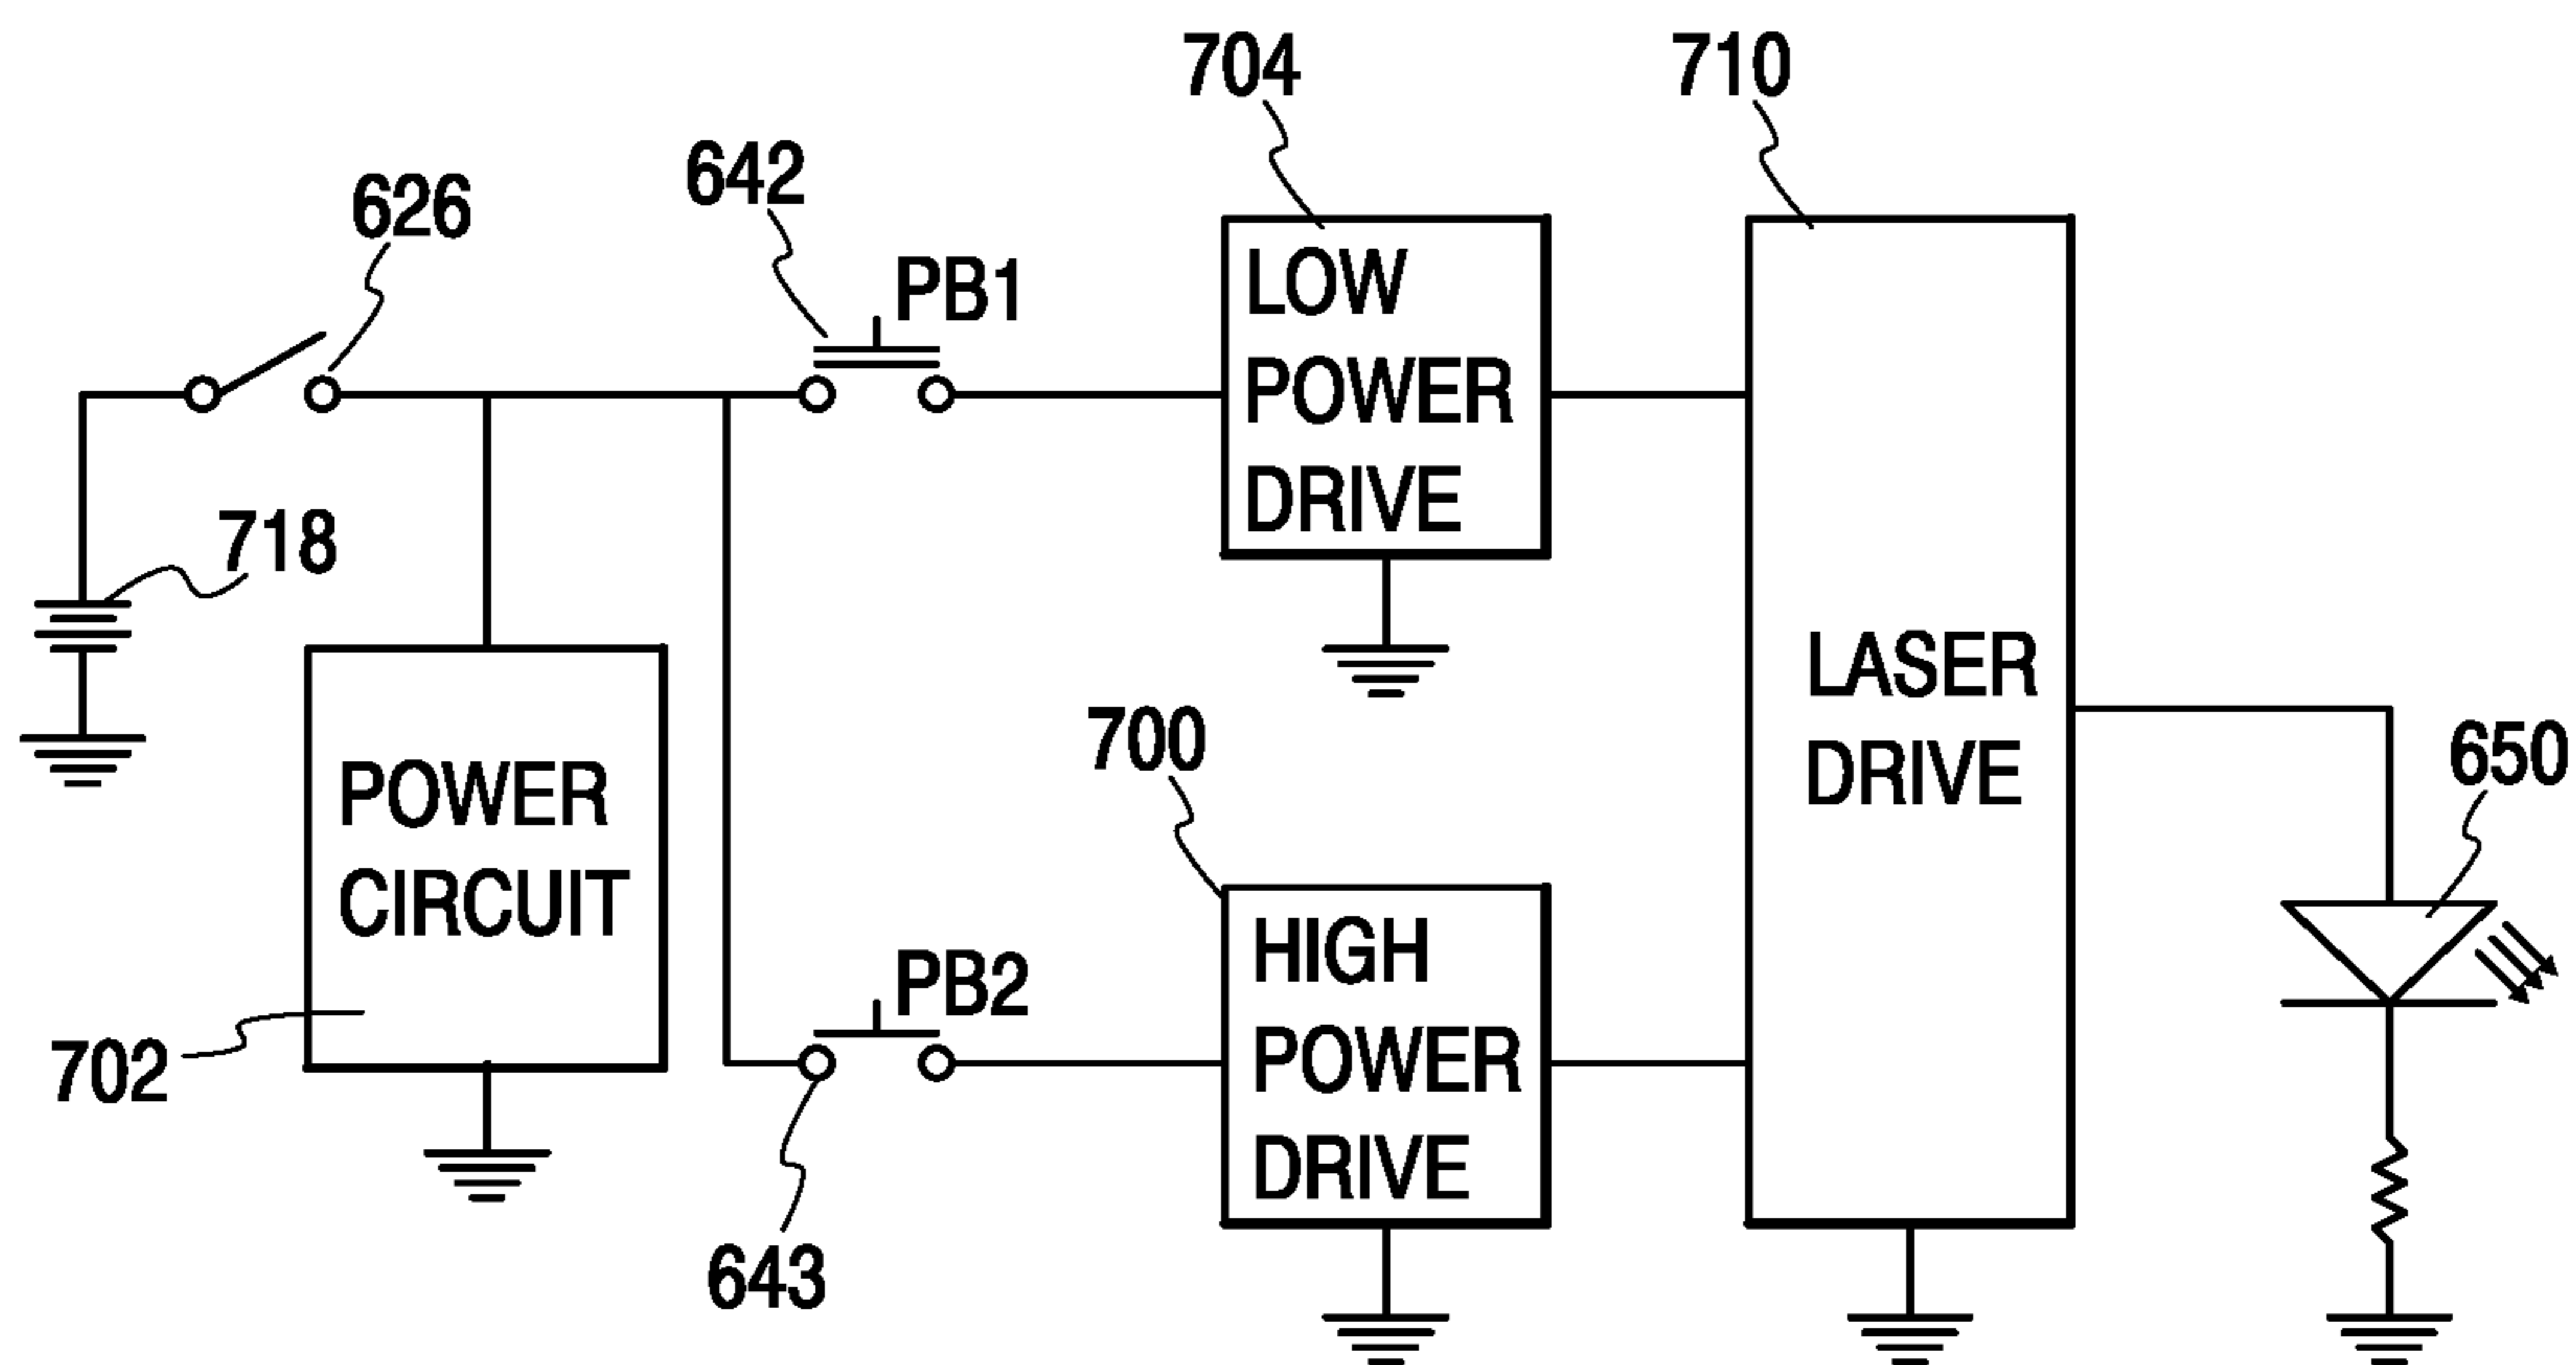 704
710
642
626
PB1
LOW
POWER
DRIVE
718
LASER
DRIVE
700
650
POWER
CIRCUIT
HIGH
POWER
DRIVE
PB2
702
643